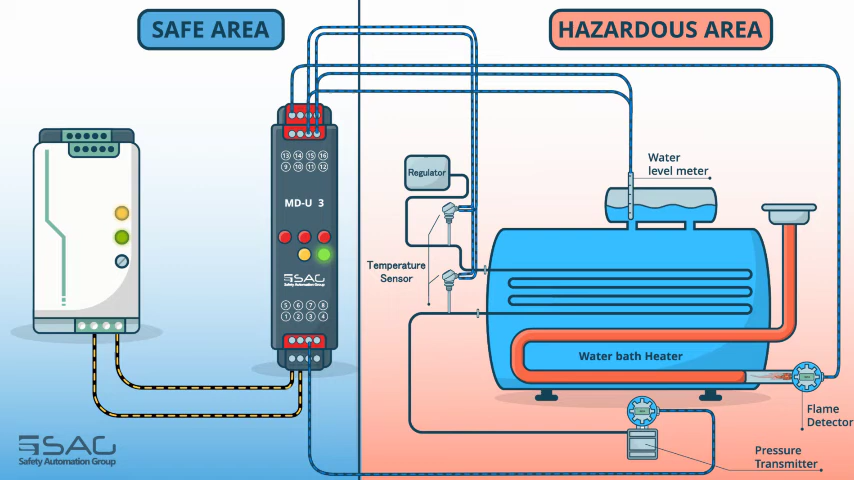 SAFE AREA
HAZARDOUS AREA
Water
level meter
Regulator
13 14 15 16
9 10 11 12
MD-U 3
Temperature
Sensor
SAG
Safety Automation Group
5 6 7 8
1 2 3 4
Water bath Heater
Flame
Detector
SAG
Safety Automation Group
Pressure
Transmitter